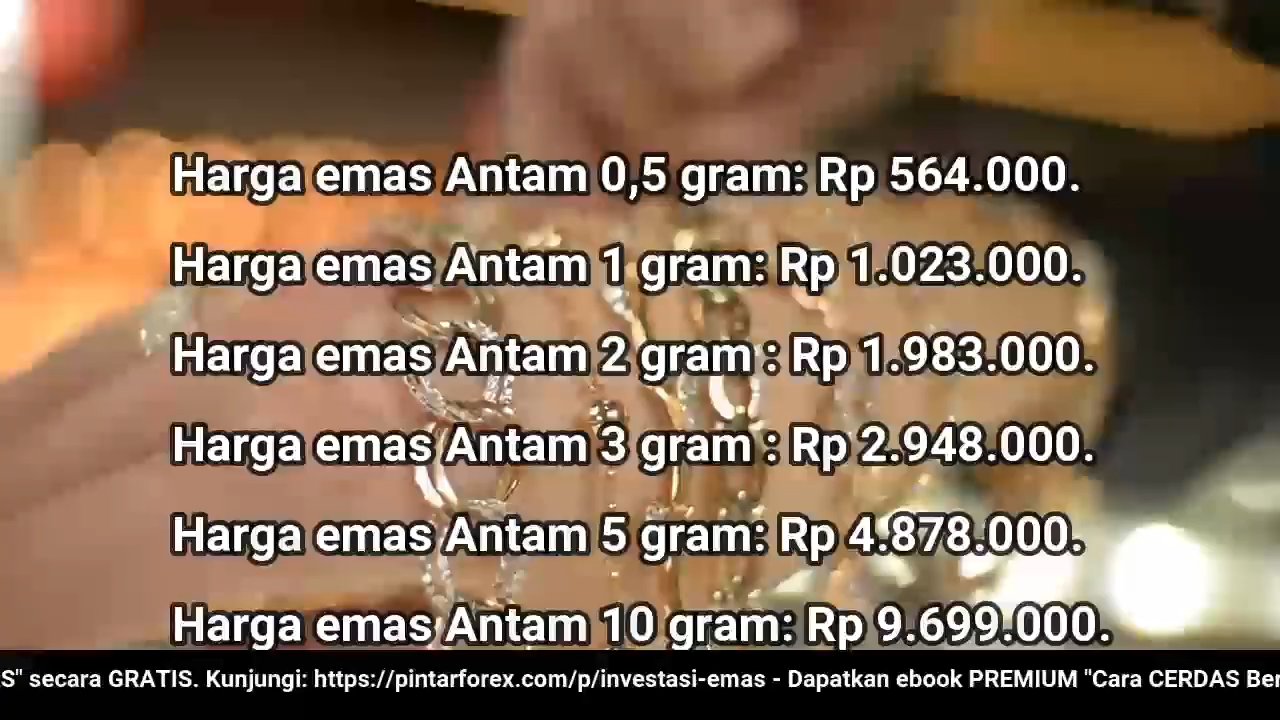 Harga emas Antam 0,5 gram: Rp 564.000.
Harga emas Antam 1 gram: Rp 1.023.000.
Harga emas Antam 2 gram : Rp 1.983.000.
Harga emas Antam 3 gram : Rp 2.948.000.
Harga emas Antam 5 gram: Rp 4.878.000.
Harga emas Antam 10 gram: Rp 9.699.000.
S" secara GRATIS. Kunjungi: https://pintarforex.com/p/investasi-emas - Dapatkan ebook PREMIUM "Cara CERDAS Ber